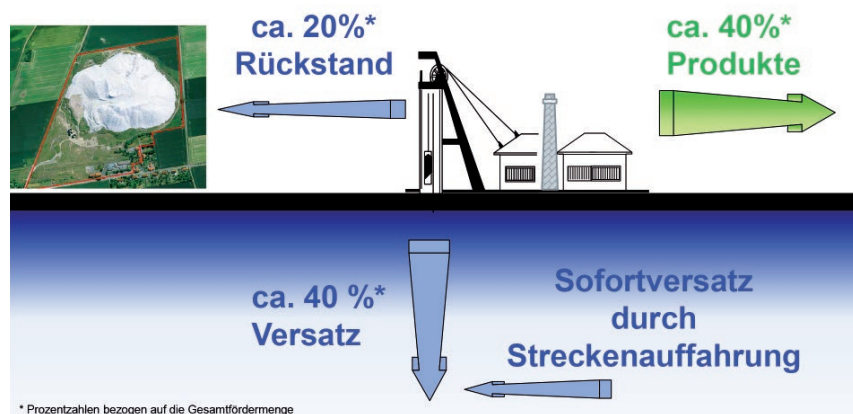 ca. 20%*
Rückstand
ca. 40%*
Produkte
ca. 40 %*
Versatz
Sofortversatz
durch
Streckenauffahrung
* Prozentzahlen bezogen auf die Gesamtfördermenge